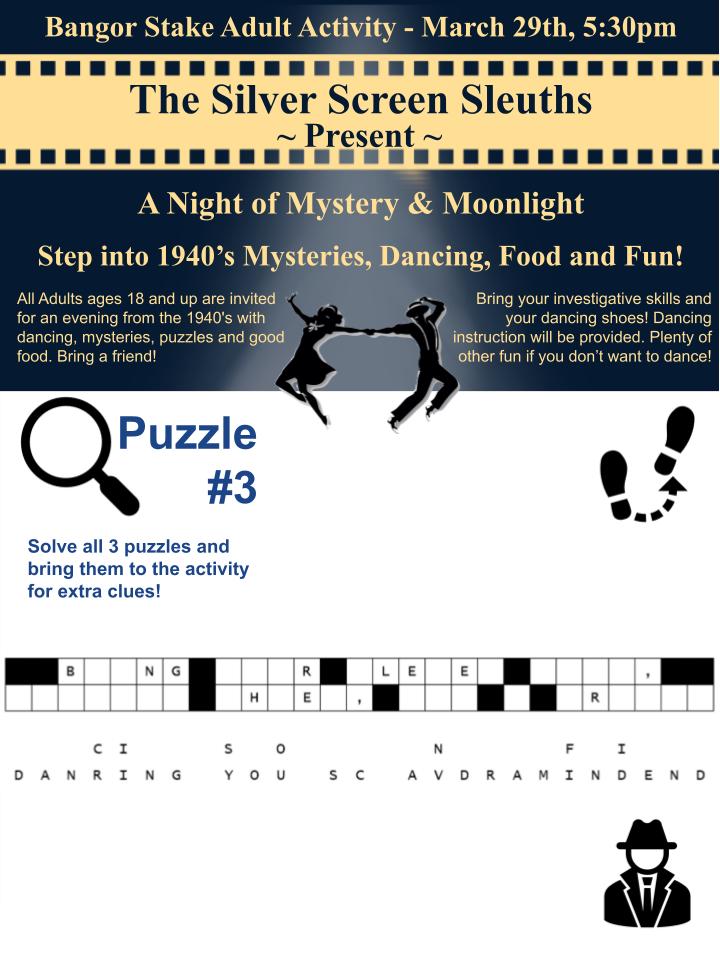 Bangor Stake Adult Activity - March 29th, 5:30pm
The Silver Screen Sleuths
~ Present ~
A Night of Mystery & Moonlight
Step into 1940’s Mysteries, Dancing, Food and Fun!
All Adults ages 18 and up are invited
for an evening from the 1940's with
dancing, mysteries, puzzles and good
food. Bring a friend!
Bring your investigative skills and
your dancing shoes! Dancing
instruction will be provided. Plenty of
other fun if you don’t want to dance!
Puzzle
#3
Solve all 3 puzzles and
bring them to the activity
for extra clues!
B N G R L E E ,
H E , R
C I S O N F I
D A N R I N G Y O U S C A V D R A M I N D E N D